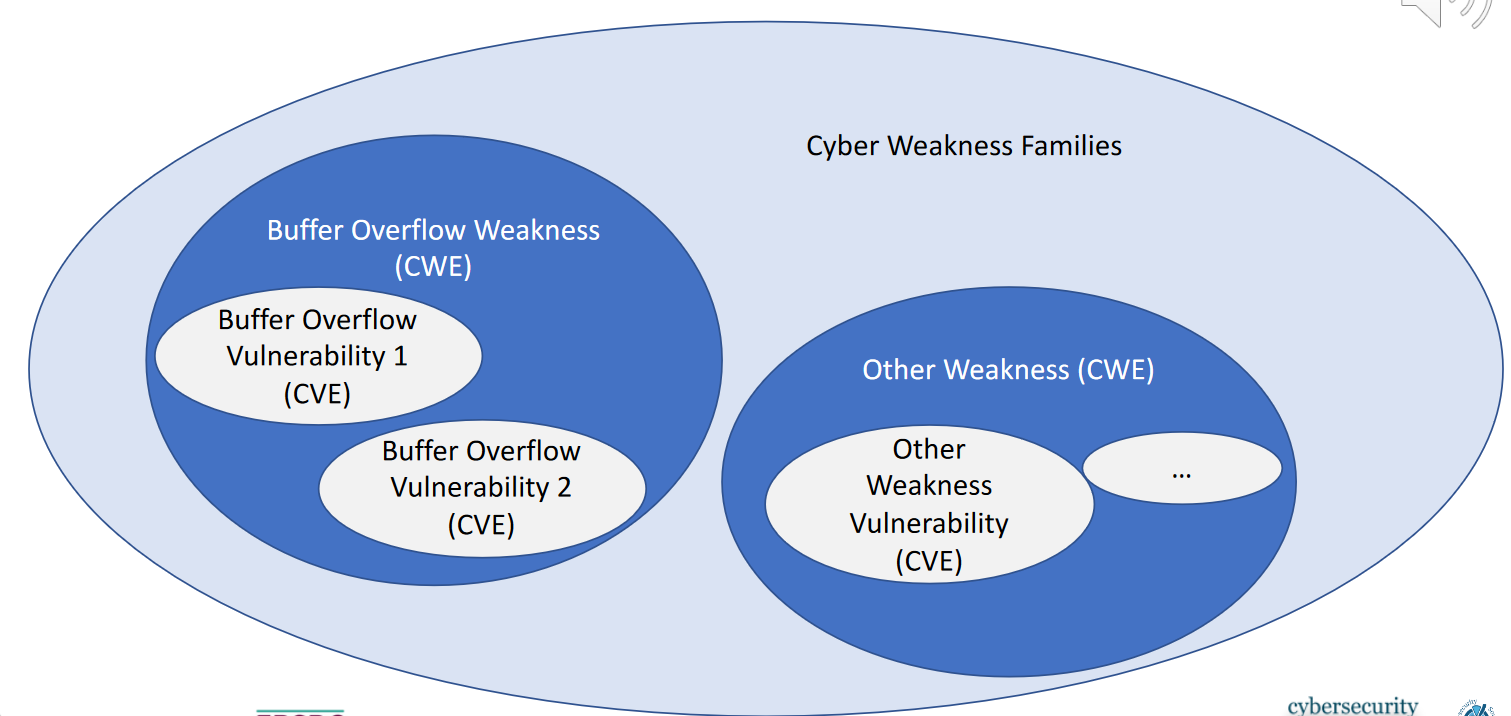 Cyber Weakness Families
Buffer Overflow Weakness
(CWE)
Buffer Overflow
Vulnerability 1
(CVE)
Buffer Overflow
Vulnerability 2
(CVE)
Other Weakness (CWE)
Other
Weakness
Vulnerability
(CVE)
...
cybersecurity